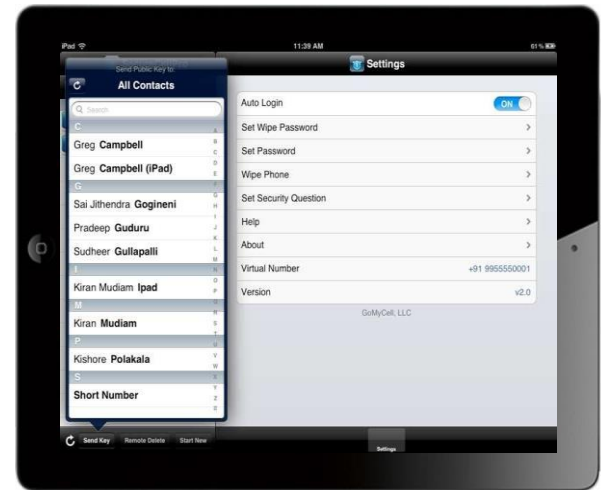 iPad
11:39 AM
61%
Send Public Key to:
All Contacts
Search
C
Greg Campbell
Greg Campbell (iPad)
G
Sai Jithendra Gogineni
Pradeep Guduru
Sudheer Gullapalli
I
Kiran Mudiam Ipad
M
Kiran Mudiam
P
Kishore Polakala
S
Short Number
Send Key
Remote Delete
Start New
Settings
Auto Login
ON
Set Wipe Password
Set Password
Wipe Phone
Set Security Question
Help
About
Virtual Number
+91 9955550001
Version
v2.0
GoMyCell, LLC
Settings